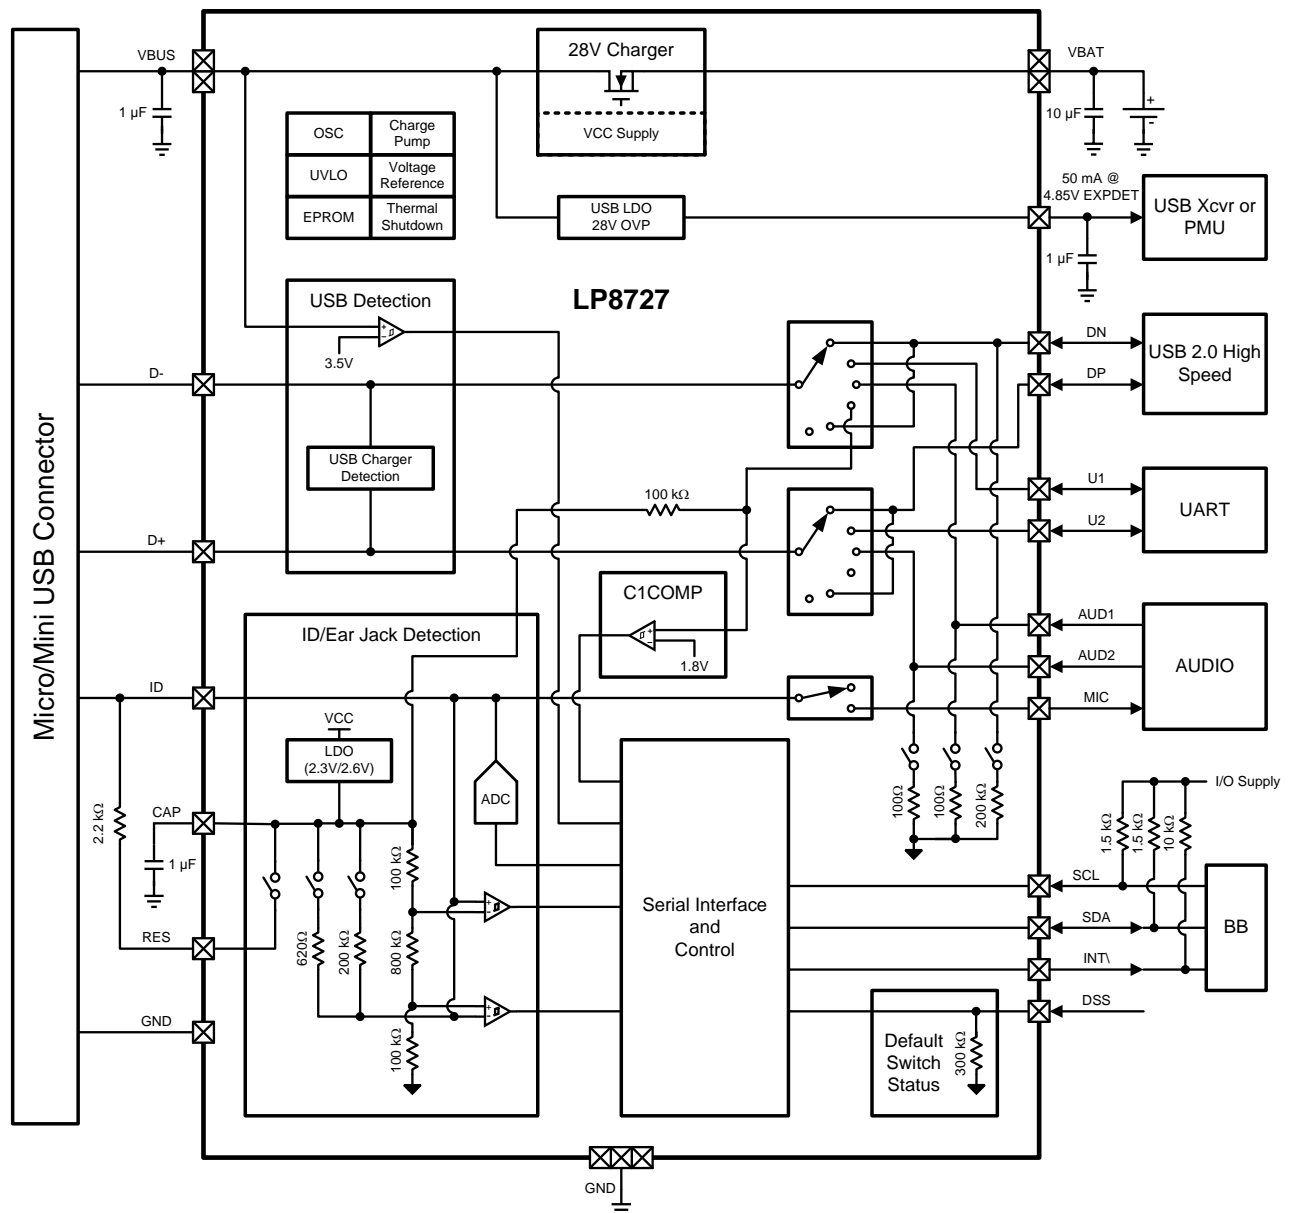 VBUS
1 µF
28V Charger
VCC Supply
VBAT
10 µF
+
-
OSC
Charge
Pump
UVLO
Voltage
Reference
EPROM
Thermal
Shutdown
USB LDO
28V OVP
50 mA @
4.85V EXPDET
1 µF
USB Xcvr or
PMU
LP8727
USB Detection
+
−
3.5V
D-
USB Charger
Detection
D+
DN
DP
USB 2.0 High
Speed
100 kΩ
U1
U2
UART
C1COMP
+
−
1.8V
AUD1
AUD2
MIC
AUDIO
Micro/Mini USB Connector
ID/Ear Jack Detection
ID
VCC
LDO
(2.3V/2.6V)
ADC
CAP
1 µF
2.2 kΩ
RES
GND
620Ω
200 kΩ
100 kΩ
800 kΩ
100 kΩ
+
−
+
−
Serial Interface
and
Control
100Ω
100Ω
200 kΩ
I/O Supply
1.5 kΩ
1.5 kΩ
10 kΩ
SCL
SDA
INT\
DSS
BB
Default
Switch
Status
300 kΩ
GND